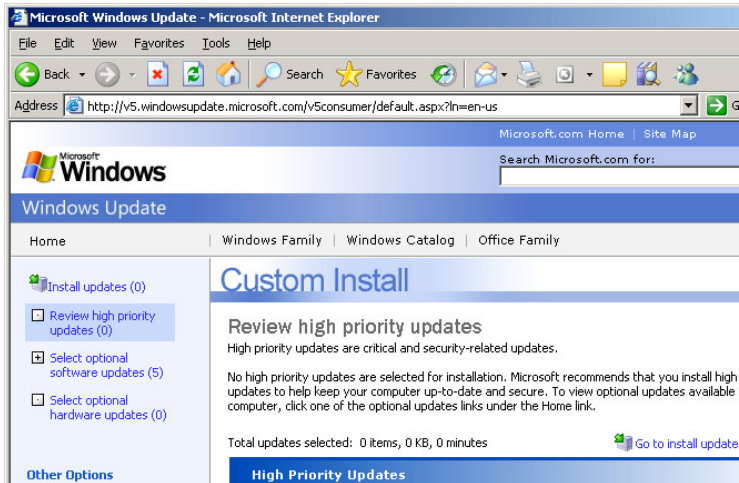 Microsoft Windows Update - Microsoft Internet Explorer
File Edit View Favorites Tools Help
Back Search Favorites
Address http://v5.windowsupdate.microsoft.com/v5consumer/default.aspx?ln=en-us G
Microsoft.com Home | Site Map
Microsoft
Windows
Search Microsoft.com for:
Windows Update
Home | Windows Family | Windows Catalog | Office Family
Install updates (0)
Review high priority
updates (0)
Select optional
software updates (5)
Select optional
hardware updates (0)
Other Options
Custom Install
Review high priority updates
High priority updates are critical and security-related updates.
No high priority updates are selected for installation. Microsoft recommends that you install high
updates to help keep your computer up-to-date and secure. To view optional updates available
computer, click one of the optional updates links under the Home link.
Total updates selected: 0 items, 0 KB, 0 minutes Go to install update
High Priority Updates